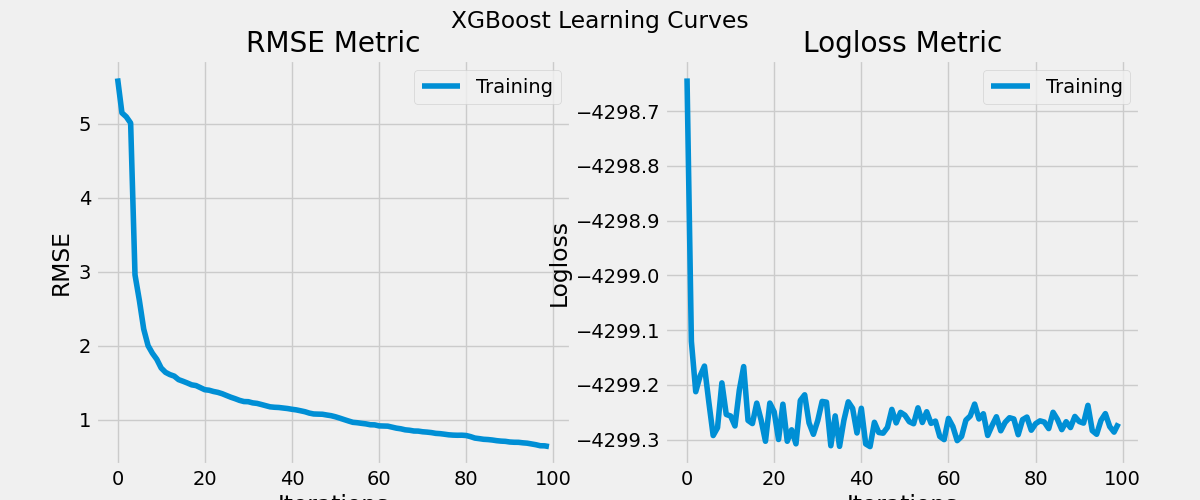 XGBoost Learning Curves
RMSE Metric
Training
RMSE
5
4
3
2
1
0 20 40 60 80 100
Iterations
Logloss Metric
Training
Logloss
−4298.7
−4298.8
−4298.9
−4299.0
−4299.1
−4299.2
−4299.3
0 20 40 60 80 100
Iterations